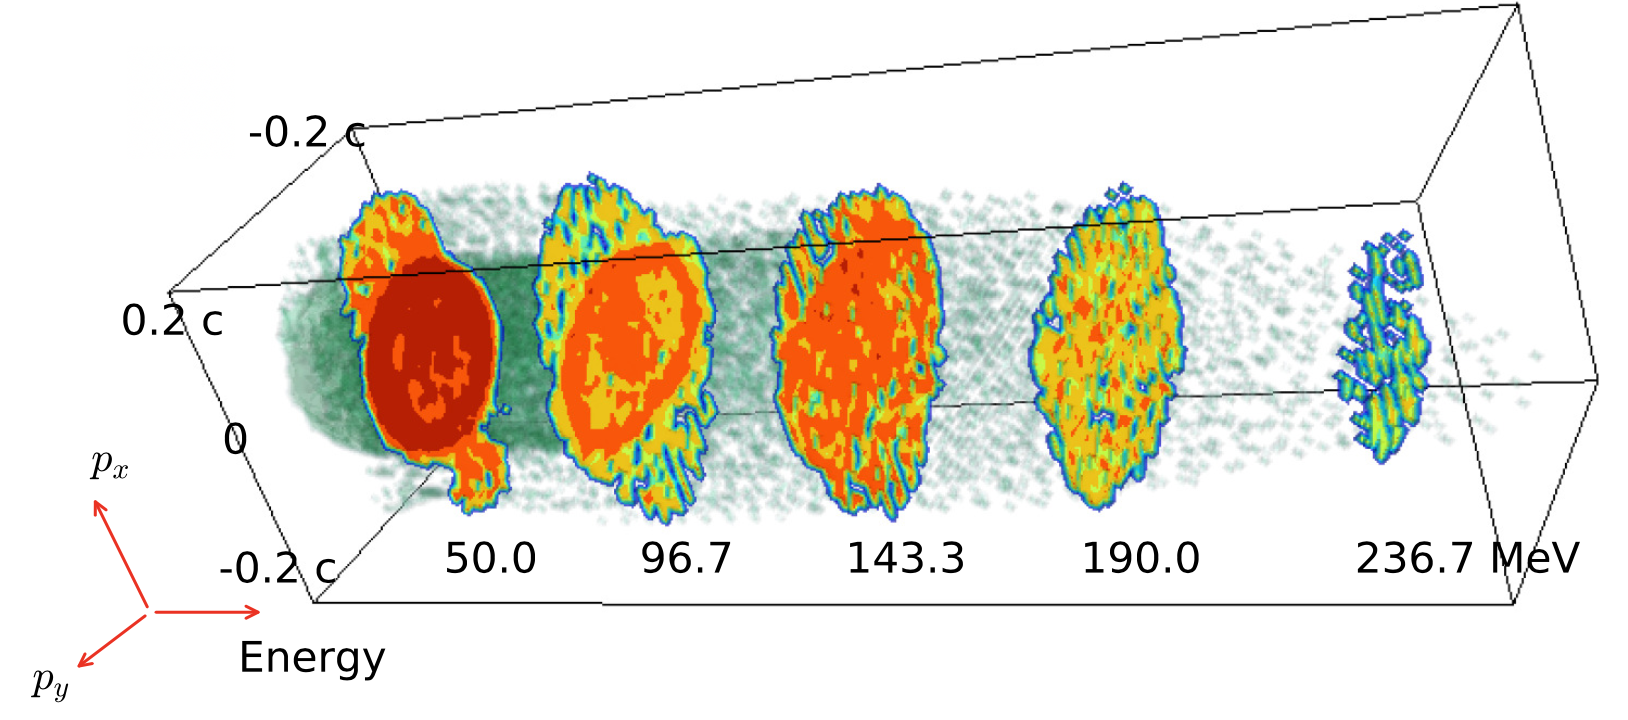 -0.2 c
0.2 c
0
p_x
-0.2 c
50.0 96.7 143.3 190.0 236.7 MeV
Energy
p_y